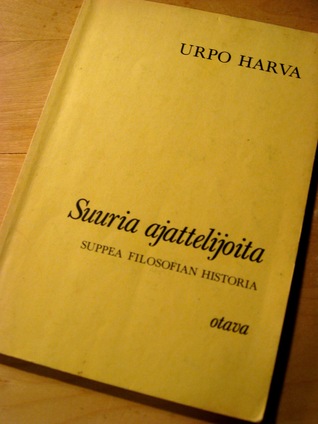 URPO HARVA
Suuria ajattelijoita
SUPPEA FILOSOFIAN HISTORIA
otava